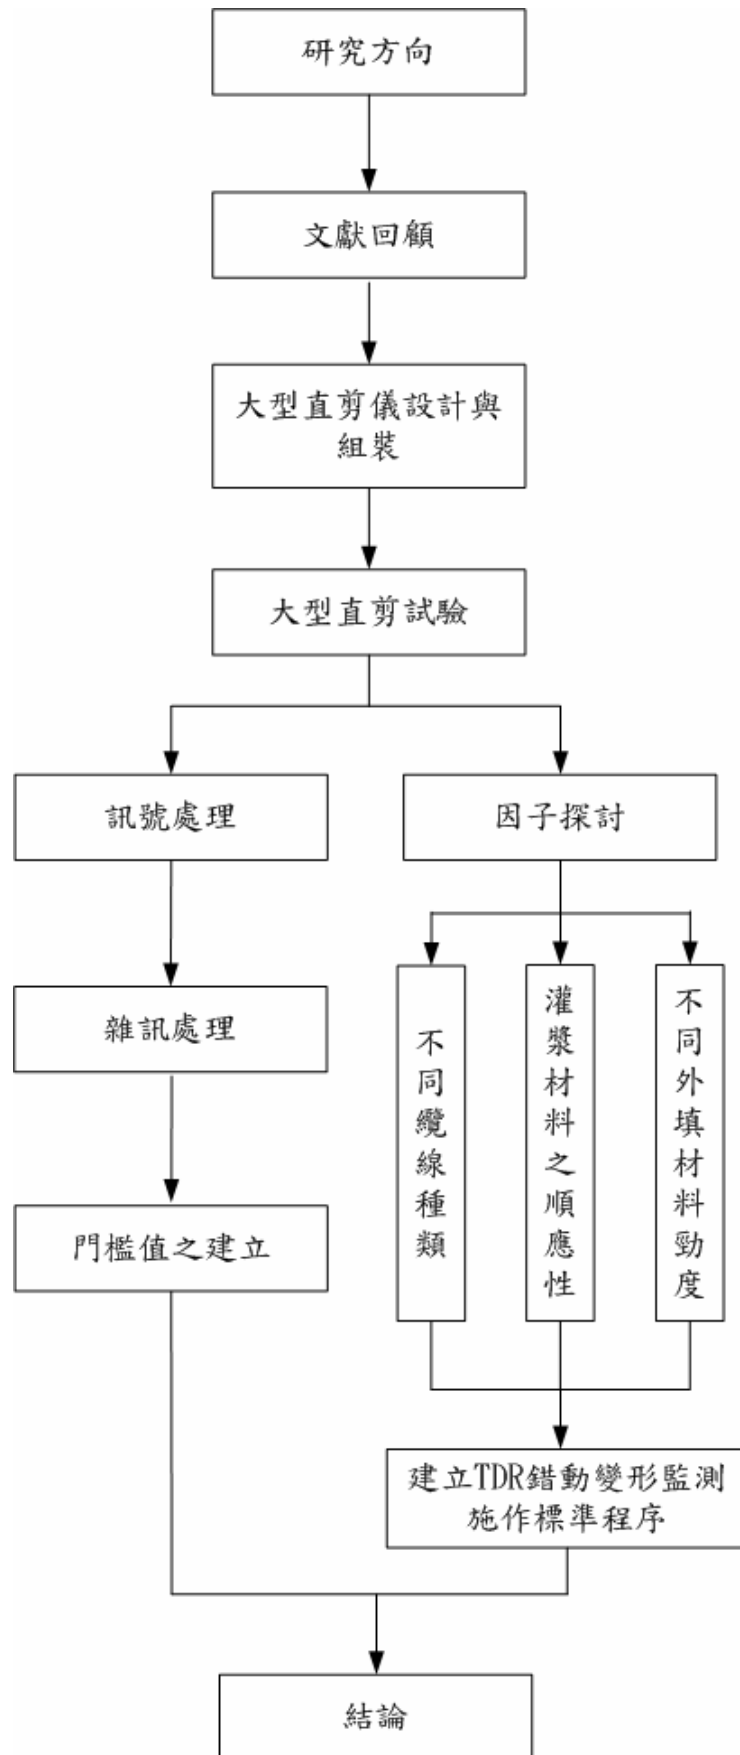 研究方向
文獻回顧
大型直剪儀設計與
組裝
大型直剪試驗
訊號處理
因子探討
雜訊處理
門檻值之建立
不同纜線種類
灌漿材料之順應性
不同外填材料勁度
建立TDR錯動變形監測
施作標準程序
結論